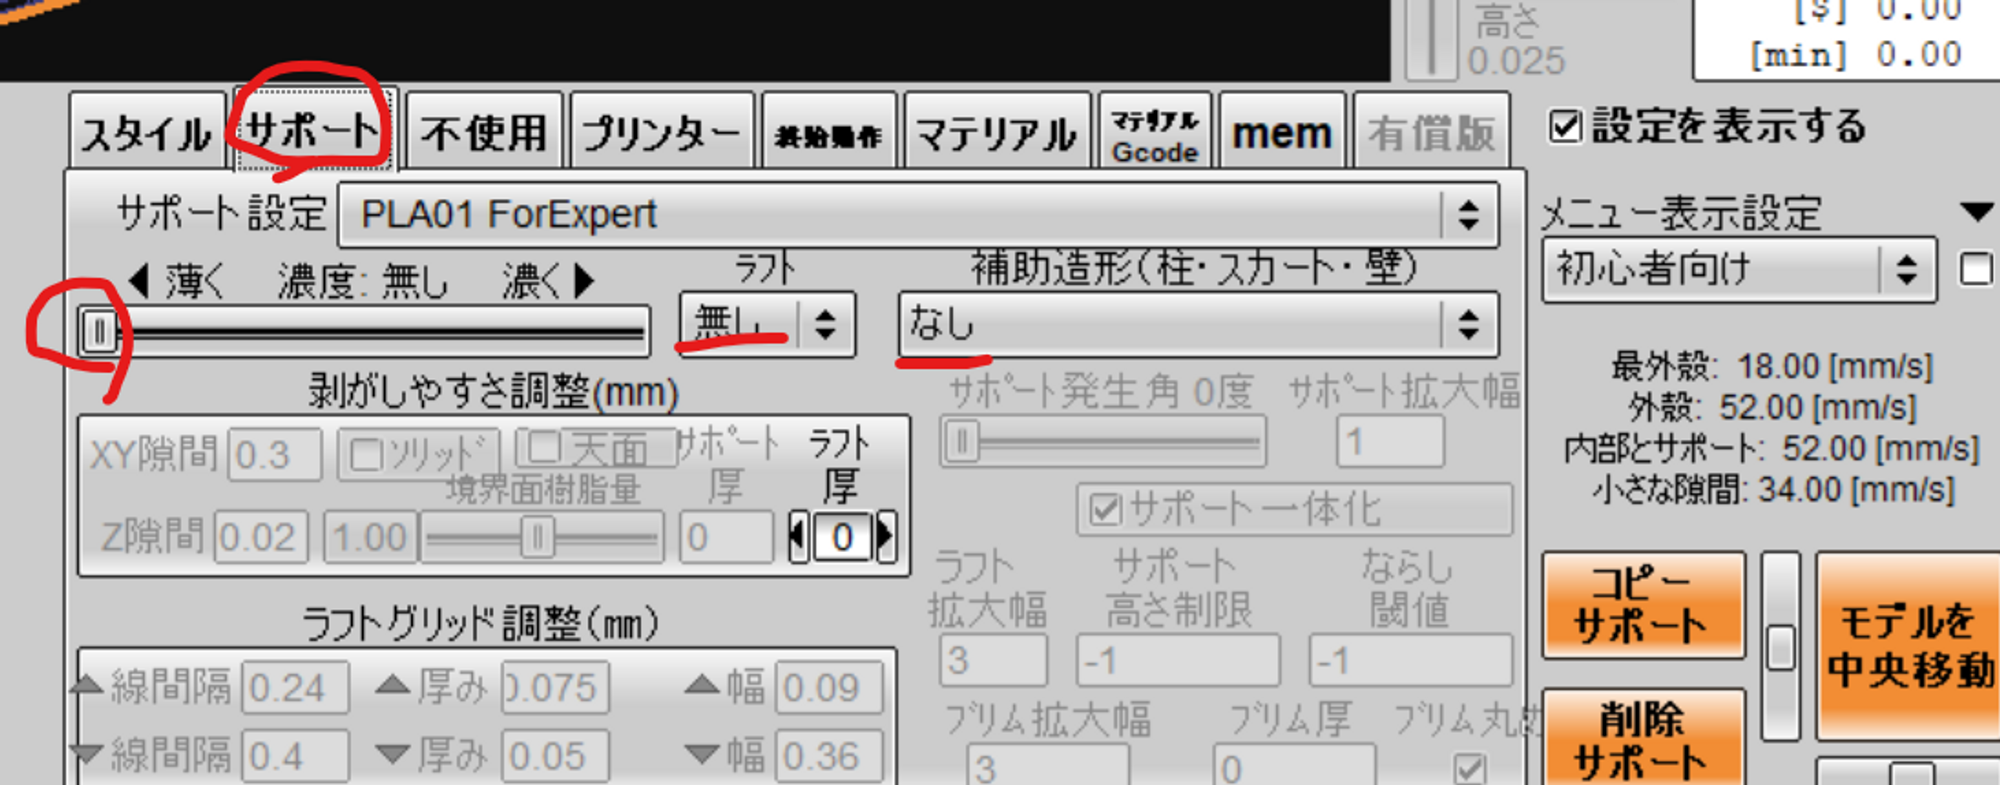 高さ
0.025
[$] 0.00
[min] 0.00
スタイル サポート 不使用 プリンター 終始動作 マテリアル マテリアル Gcode mem 有償版
設定を表示する
サポート設定 PLA01 ForExpert
メニュー表示設定
初心者向け
薄く 濃度: 無し 濃く
ラフト
無し
補助造形(柱・スカート・壁)
なし
剥がしやすさ調整(mm)
XY隙間 0.3 ソリッド 天面 サポート厚 ラフト厚
境界面樹脂量
Z隙間 0.02 1.00 0 0
サポート発生角 0度 サポート拡大幅
1
サポート一体化
ラフト拡大幅 サポート高さ制限 ならし閾値
3 -1 -1
ブリム拡大幅 ブリム厚 ブリム丸め
3 0
ラフトグリッド調整(mm)
線間隔 0.24 厚み 0.075 幅 0.09
線間隔 0.4 厚み 0.05 幅 0.36
最外殻: 18.00 [mm/s]
外殻: 52.00 [mm/s]
内部とサポート: 52.00 [mm/s]
小さな隙間: 34.00 [mm/s]
コピー
サポート
モデルを
中央移動
削除
サポート